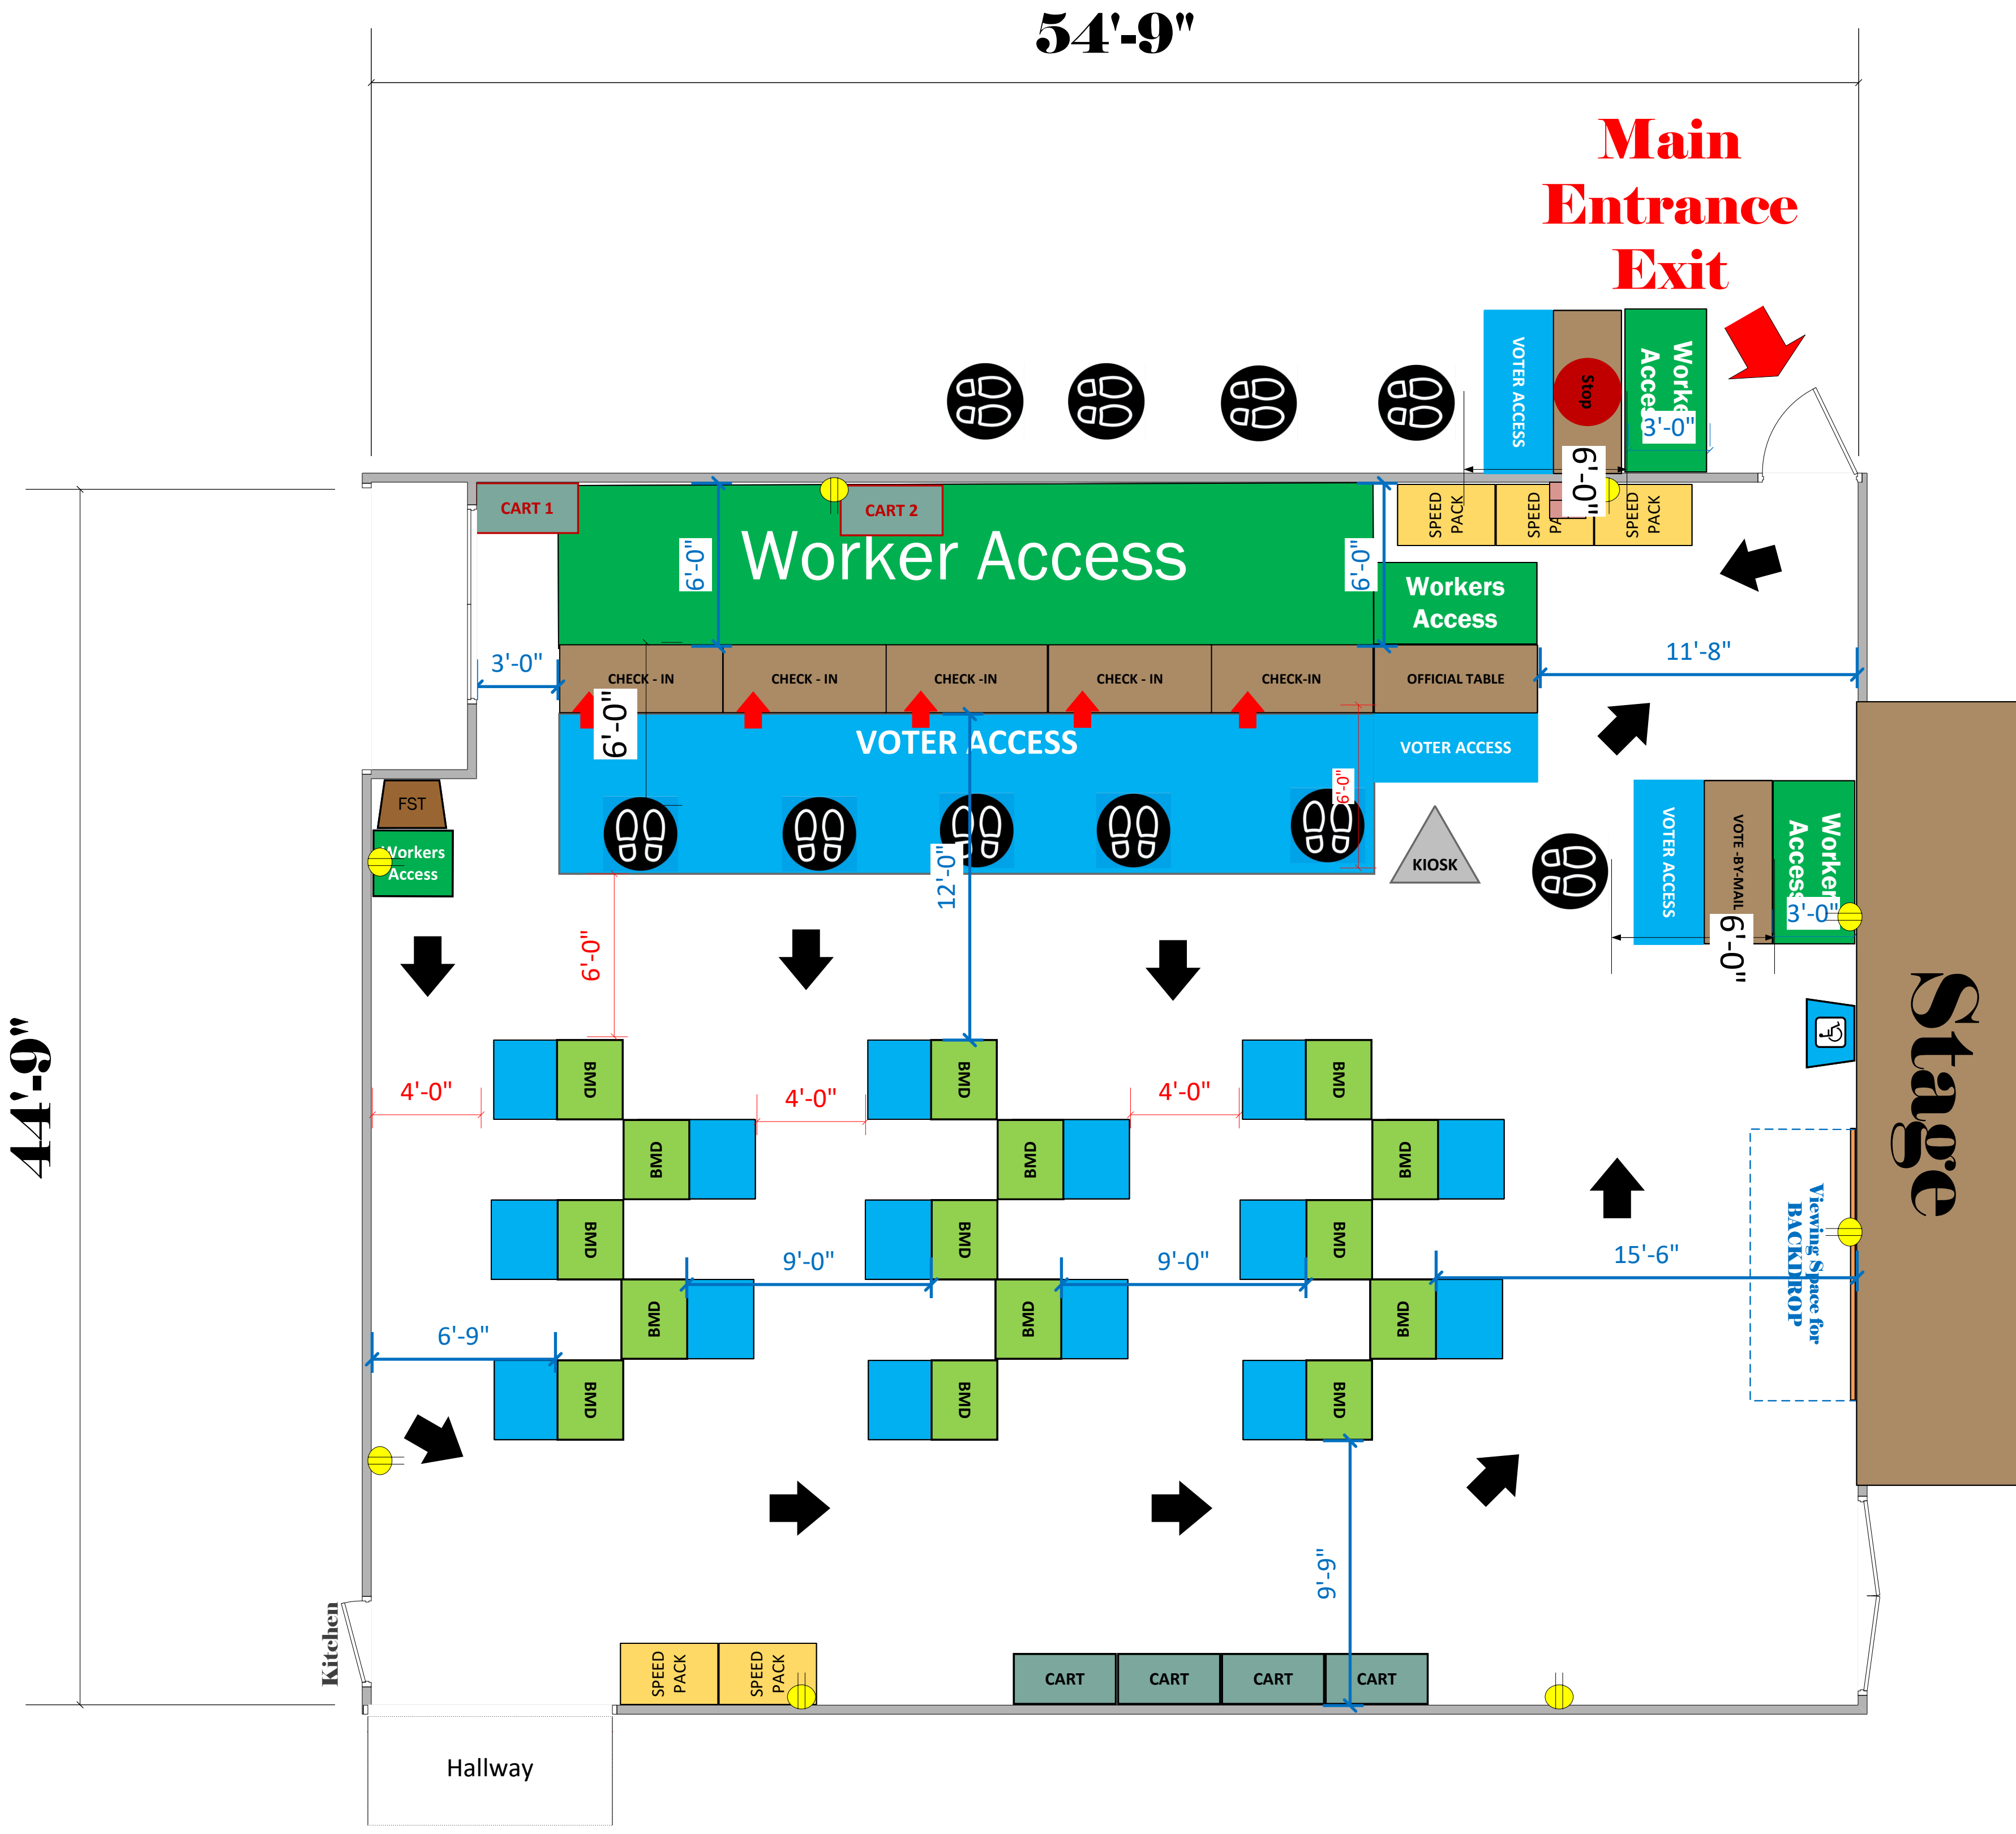 54'-9"
Main
Entrance
Exit
VOTER ACCESS
Stop
Worker
Access
3'-0"
6'-0"
CART 1
CART 2
Worker Access
6'-0"
6'-0"
SPEED
PACK
SPEED
PA
SPEED
PACK
Workers
Access
3'-0"
11'-8"
CHECK - IN
CHECK - IN
CHECK -IN
CHECK - IN
CHECK-IN
OFFICIAL TABLE
6'-0"
VOTER ACCESS
VOTER ACCESS
6'-0"
FST
Workers
Access
12'-0"
KIOSK
VOTER ACCESS
VOTE -BY-MAIL
Worker
Access
3'-0"
6'-0"
6'-0"
Stage
44'-9"
4'-0"
4'-0"
4'-0"
BMD
BMD
BMD
BMD
BMD
BMD
BMD
BMD
BMD
9'-0"
9'-0"
15'-6"
Viewing Space for
BACKDROP
BMD
BMD
BMD
6'-9"
BMD
BMD
BMD
9'-9"
Kitchen
SPEED
PACK
SPEED
PACK
CART
CART
CART
CART
Hallway